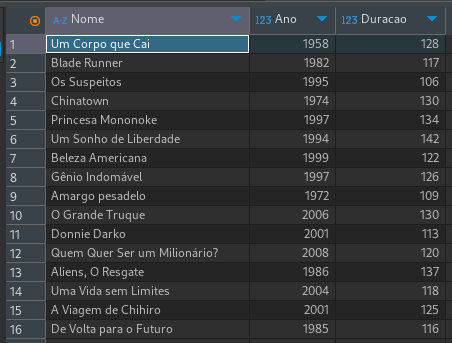 A-Z Nome 123 Ano 123 Duracao
1 Um Corpo que Cai 1958 128
2 Blade Runner 1982 117
3 Os Suspeitos 1995 106
4 Chinatown 1974 130
5 Princesa Mononoke 1997 134
6 Um Sonho de Liberdade 1994 142
7 Beleza Americana 1999 122
8 Gênio Indomável 1997 126
9 Amargo pesadelo 1972 109
10 O Grande Truque 2006 130
11 Donnie Darko 2001 113
12 Quem Quer Ser um Milionário? 2008 120
13 Aliens, O Resgate 1986 137
14 Uma Vida sem Limites 2004 118
15 A Viagem de Chihiro 2001 125
16 De Volta para o Futuro 1985 116